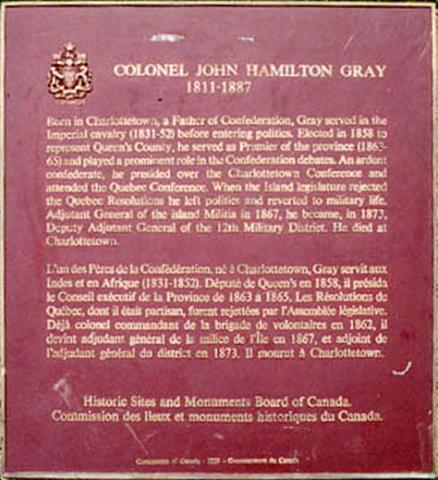 COLONEL JOHN HAMILTON GRAY
1811-1887
Born in Charlottetown, a Father of Confederation, Gray served in the
Imperial cavalry (1831-52) before entering politics. Elected in 1858 to
represent Queen's County, he served as Premier of the province (1863-
65) and played a prominent role in the Confederation debates. An ardent
confederate, he presided over the Charlottetown Conference and
attended the Quebec Conference. When the Island legislature rejected
the Quebec Resolutions he left politics and reverted to military life.
Adjutant General of the island Militia in 1867, he became, in 1873,
Deputy Adjutant General of the 12th Military District. He died at
Charlottetown.
L'un des Pères de la Confédération, né à Charlottetown, Gray servit aux
Indes et en Afrique (1831-1852). Député de Queen's en 1858, il présida
le Conseil exécutif de la Province de 1863 à 1865. Les Résolutions de
Québec, dont il était partisan, furent rejettées par l'Assemblée législative.
Déjà colonel commandant de la brigade de volontaires en 1862, il
devint adjudant général de la milice de l'Île en 1867, et adjoint de
l'adjudant général du district en 1873. Il mourut à Charlottetown.
Historic Sites and Monuments Board of Canada.
Commission des lieux et monuments historiques du Canada.
Government of Canada - Gouvernement du Canada